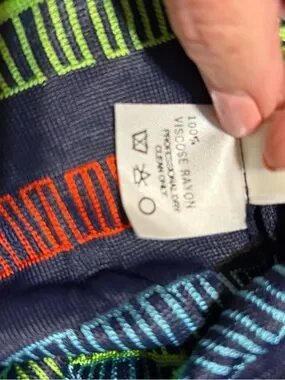 100%
VISCOSE RAYON
PROFESSIONAL DRY
CLEAN ONLY